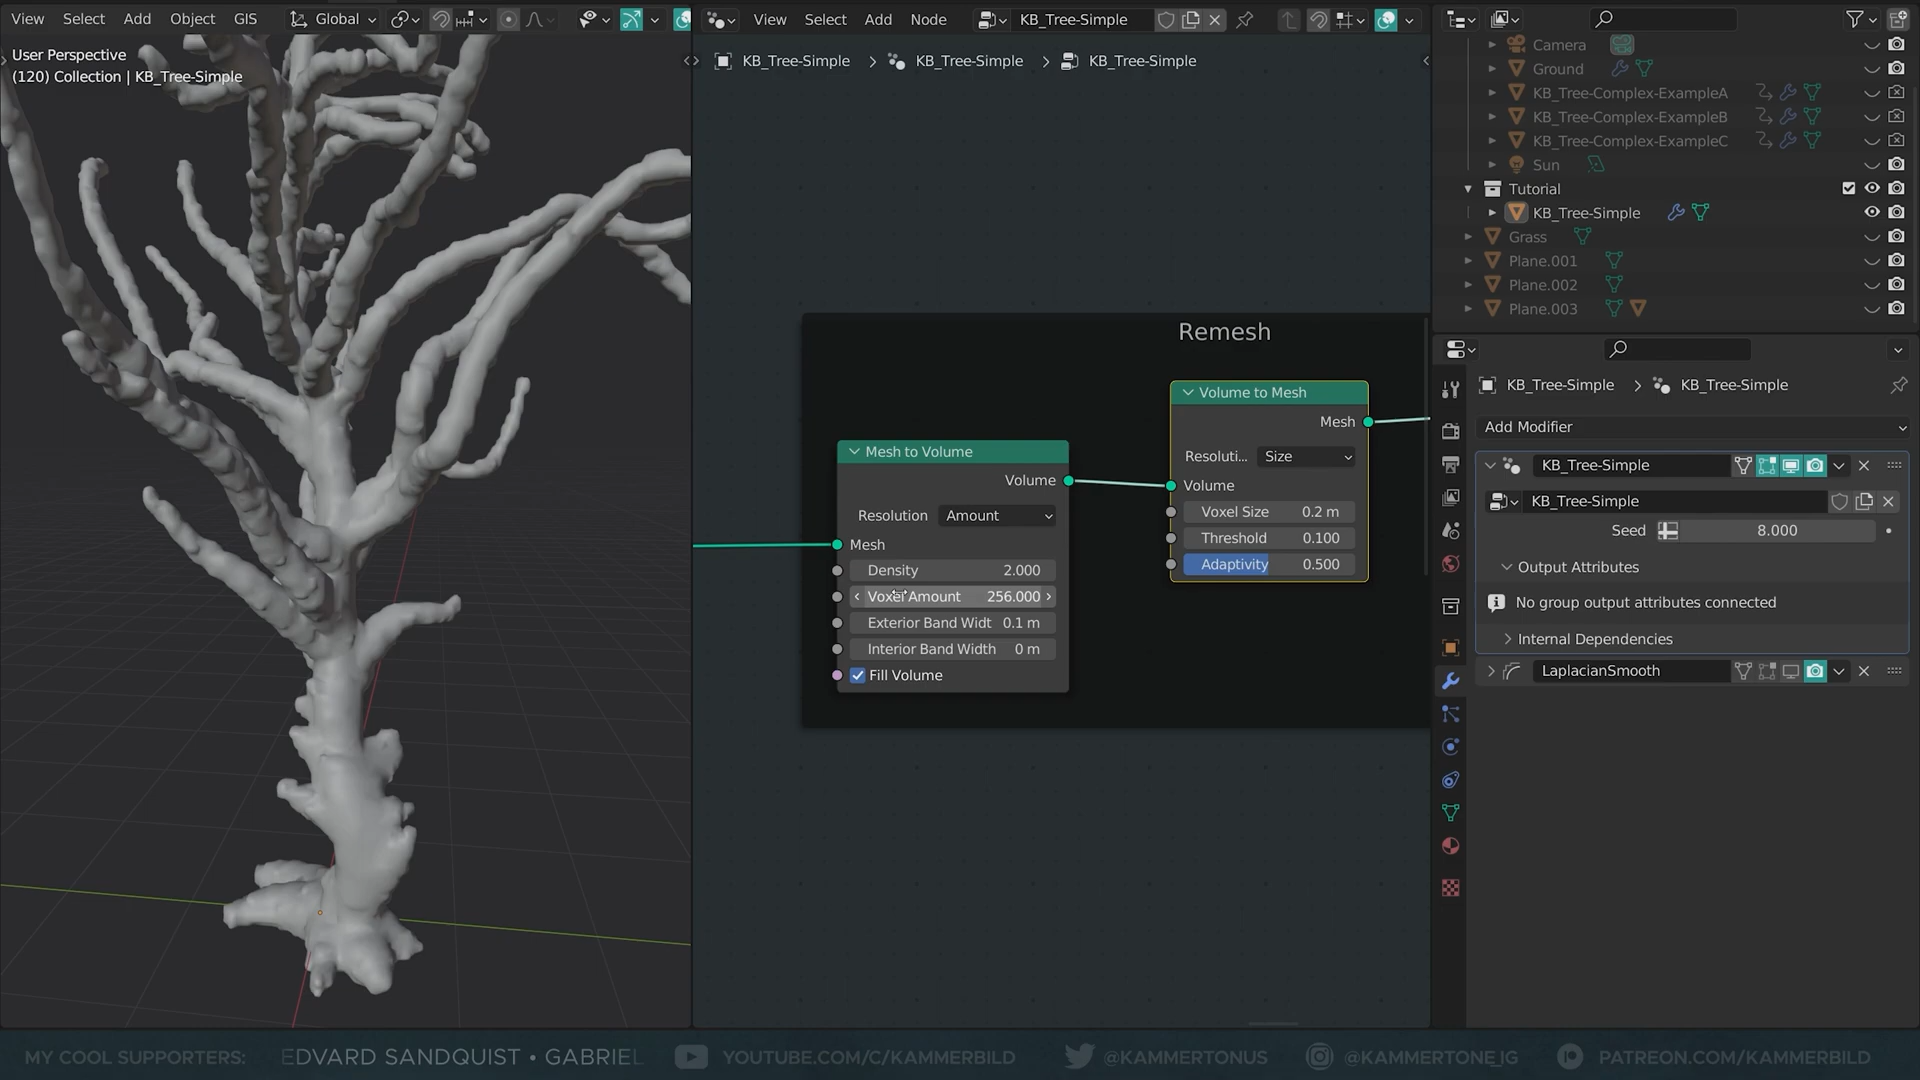 View Select Add Object GIS Global
User Perspective
(120) Collection | KB_Tree-Simple
View Select Add Node KB_Tree-Simple
KB_Tree-Simple > KB_Tree-Simple > KB_Tree-Simple
Remesh
Mesh to Volume
Volume
Resolution Amount
Mesh
Density 2.000
Voxel Amount 256.000
Exterior Band Widt 0.1 m
Interior Band Width 0 m
Fill Volume
Volume to Mesh
Mesh
Resoluti... Size
Volume
Voxel Size 0.2 m
Threshold 0.100
Adaptivity 0.500
Camera
Ground
KB_Tree-Complex-ExampleA
KB_Tree-Complex-ExampleB
KB_Tree-Complex-ExampleC
Sun
Tutorial
KB_Tree-Simple
Grass
Plane.001
Plane.002
Plane.003
KB_Tree-Simple > KB_Tree-Simple
Add Modifier
KB_Tree-Simple
KB_Tree-Simple
Seed 8.000
Output Attributes
No group output attributes connected
Internal Dependencies
LaplacianSmooth
MY COOL SUPPORTERS: EDVARD SANDQUIST • GABRIEL YOUTUBE.COM/C/KAMMERBILD @KAMMERTONUS @KAMMERTONE_IG PATREON.COM/KAMMERBILD